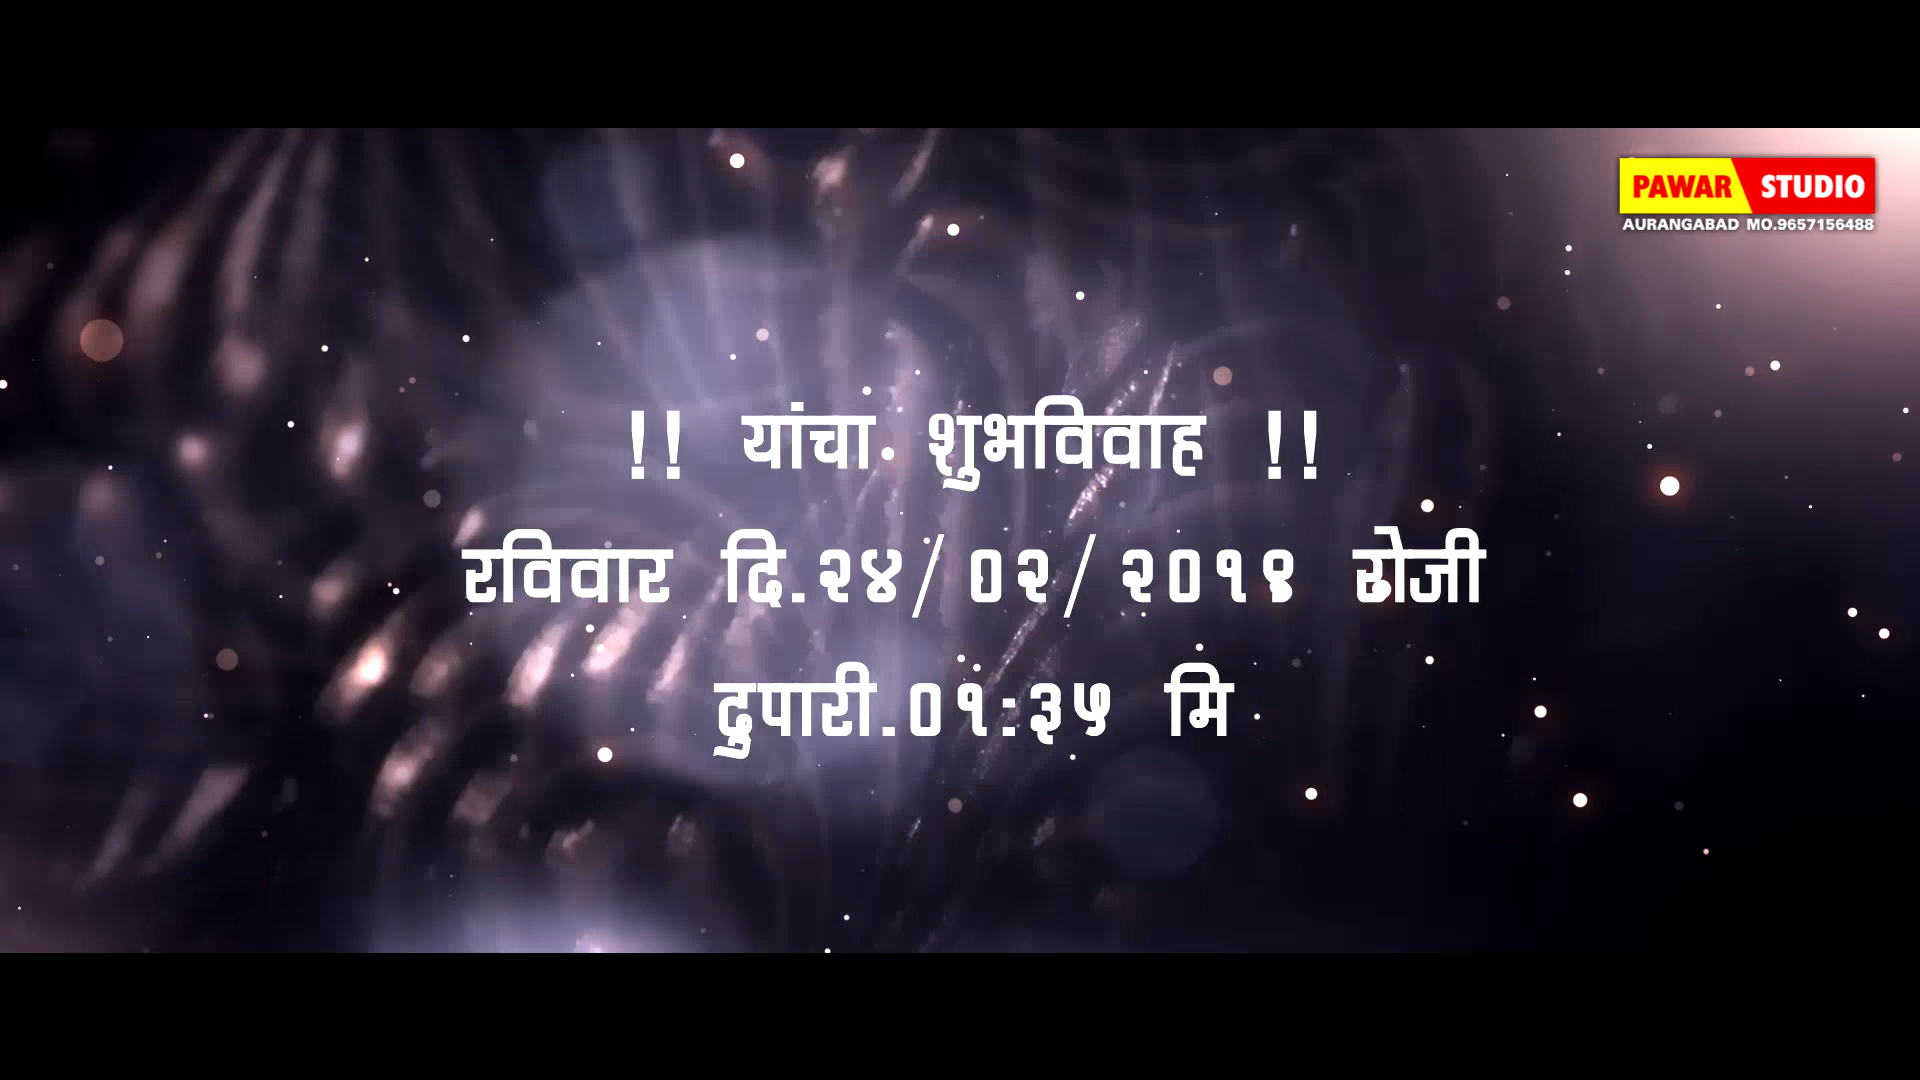 PAWAR STUDIO
AURANGABAD MO.9657156488
!! यांचा शुभविवाह !!
रविवार दि.२४/०२/२०१९ रोजी
दुपारी.०१:३५ मि